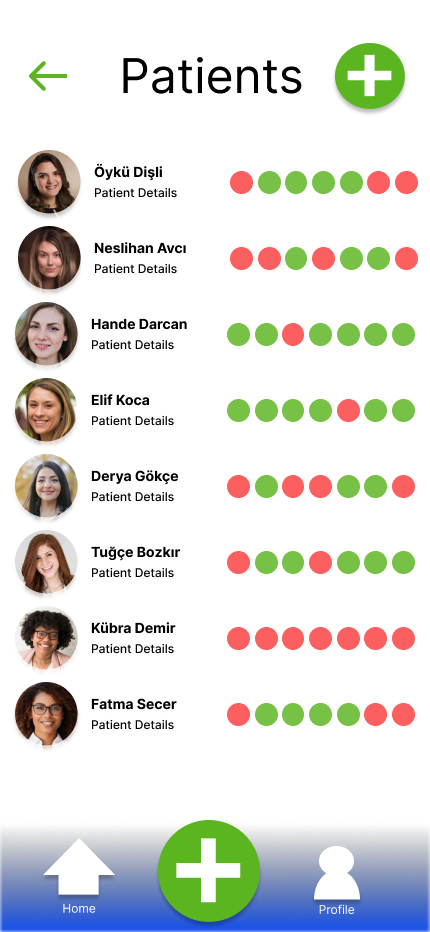 Patients
Öykü Dişli
Patient Details
Neslihan Avcı
Patient Details
Hande Darcan
Patient Details
Elif Koca
Patient Details
Derya Gökçe
Patient Details
Tuğçe Bozkır
Patient Details
Kübra Demir
Patient Details
Fatma Secer
Patient Details
Home
Profile